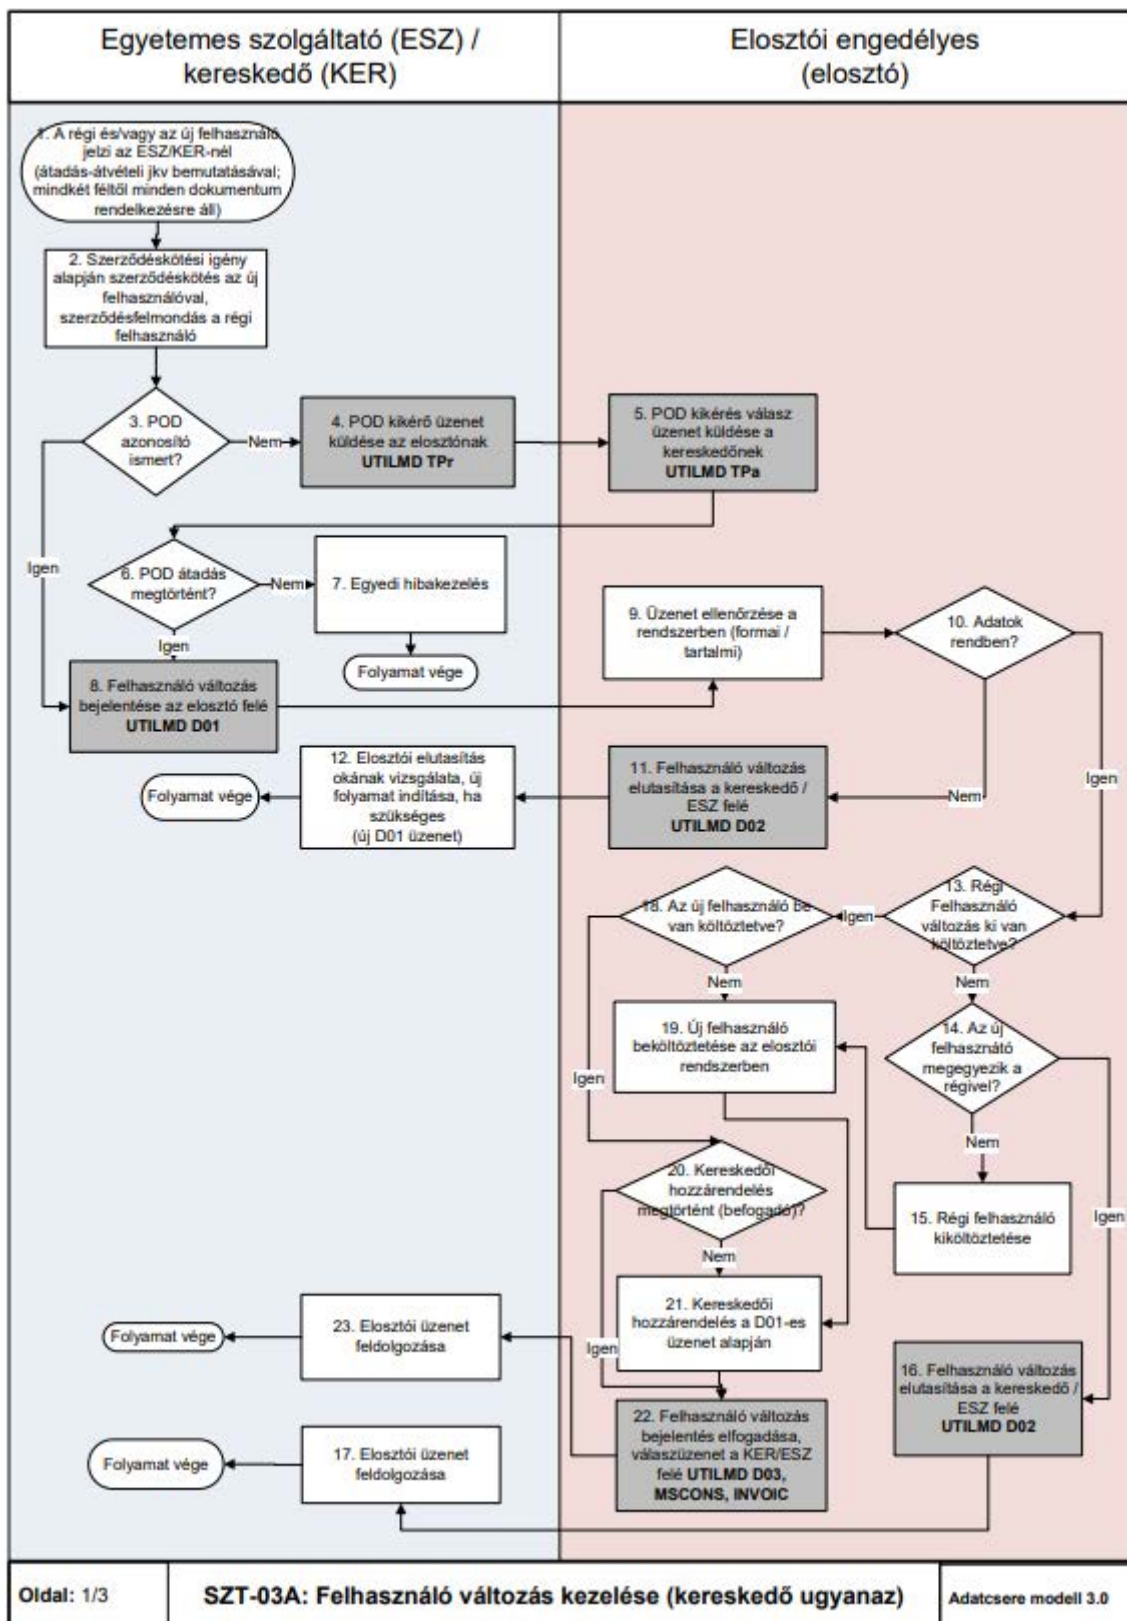 Egyetemes szolgáltató (ESZ) /
kereskedő (KER)
Elosztói engedélyes
(elosztó)
1. A régi és/vagy az új felhasználó
jelzi az ESZ/KER-nél
(átadás-átvételi jkv bemutatásával;
mindkét féltől minden dokumentum
rendelkezésre áll)
2. Szerződéskötési igény
alapján szerződéskötés az új
felhasználóval,
szerződésfelmondás a régi
felhasználó
3. POD
azonosító
ismert?
Nem
4. POD kikérő üzenet
küldése az elosztónak
UTILMD TPr
5. POD kikérés válasz
üzenet küldése a
kereskedőnek
UTILMD TPa
Igen
6. POD átadás
megtörtént?
Nem
7. Egyedi hibakezelés
Igen
Folyamat vége
8. Felhasználó változás
bejelentése az elosztó felé
UTILMD D01
9. Üzenet ellenőrzése a
rendszerben (formai /
tartalmi)
10. Adatok
rendben?
Igen
Nem
11. Felhasználó változás
elutasítása a kereskedő /
ESZ felé
UTILMD D02
12. Elosztói elutasítás
okának vizsgálata, új
folyamat indítása, ha
szükséges
(új D01 üzenet)
Folyamat vége
13. Régi
Felhasználó
változás ki van
költöztetve?
Igen
18. Az új felhasználó be
van költöztetve?
Nem
Nem
19. Új felhasználó
beköltöztetése az elosztói
rendszerben
14. Az új
felhasznátó
megegyezik a
régivel?
Igen
Nem
20. Kereskedői
hozzárendelés
megtörtént (befogadó)?
15. Régi felhasználó
kiköltöztetése
Igen
Nem
21. Kereskedői
hozzárendelés a D01-es
üzenet alapján
Igen
23. Elosztói üzenet
feldolgozása
Folyamat vége
16. Felhasználó változás
elutasítása a kereskedő /
ESZ felé
UTILMD D02
22. Felhasználó változás
bejelentés elfogadása,
válaszüzenet a KER/ESZ
felé UTILMD D03,
MSCONS, INVOIC
17. Elosztói üzenet
feldolgozása
Folyamat vége
Oldal: 1/3
SZT-03A: Felhasználó változás kezelése (kereskedő ugyanaz)
Adatcsere modell 3.0